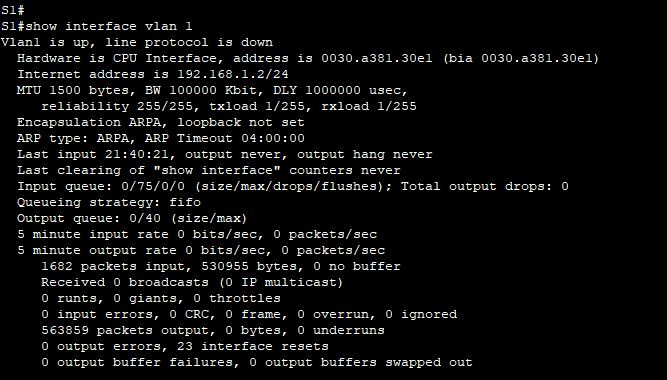 S1#
S1#show interface vlan 1
Vlan1 is up, line protocol is down
Hardware is CPU Interface, address is 0030.a381.30e1 (bia 0030.a381.30e1)
Internet address is 192.168.1.2/24
MTU 1500 bytes, BW 100000 Kbit, DLY 1000000 usec,
reliability 255/255, txload 1/255, rxload 1/255
Encapsulation ARPA, loopback not set
ARP type: ARPA, ARP Timeout 04:00:00
Last input 21:40:21, output never, output hang never
Last clearing of "show interface" counters never
Input queue: 0/75/0/0 (size/max/drops/flushes); Total output drops: 0
Queueing strategy: fifo
Output queue: 0/40 (size/max)
5 minute input rate 0 bits/sec, 0 packets/sec
5 minute output rate 0 bits/sec, 0 packets/sec
1682 packets input, 530955 bytes, 0 no buffer
Received 0 broadcasts (0 IP multicast)
0 runts, 0 giants, 0 throttles
0 input errors, 0 CRC, 0 frame, 0 overrun, 0 ignored
563859 packets output, 0 bytes, 0 underruns
0 output errors, 23 interface resets
0 output buffer failures, 0 output buffers swapped out